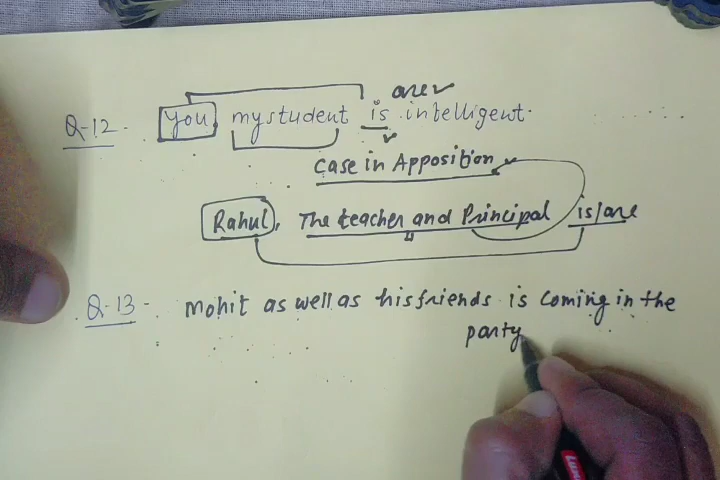 are ✓
Q-12. You my student is intelligent.
✓
Case in Apposition ✓
Rahul, The teacher and Principal is/are
Q-13- Mohit as well as his friends is coming in the
party